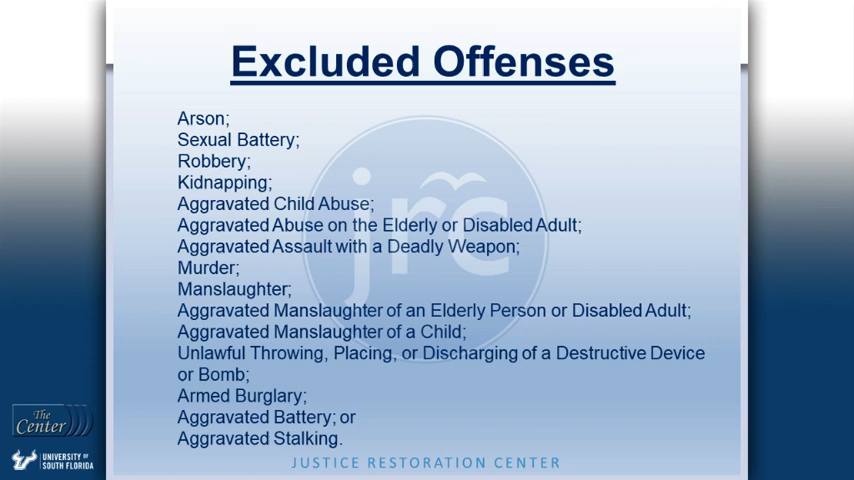 Excluded Offenses
Arson;
Sexual Battery;
Robbery;
Kidnapping;
Aggravated Child Abuse;
Aggravated Abuse on the Elderly or Disabled Adult;
Aggravated Assault with a Deadly Weapon;
Murder;
Manslaughter;
Aggravated Manslaughter of an Elderly Person or Disabled Adult;
Aggravated Manslaughter of a Child;
Unlawful Throwing, Placing, or Discharging of a Destructive Device
or Bomb;
Armed Burglary;
Aggravated Battery; or
Aggravated Stalking.
jrc
JUSTICE RESTORATION CENTER
The
Center
UNIVERSITY OF
SOUTH FLORIDA